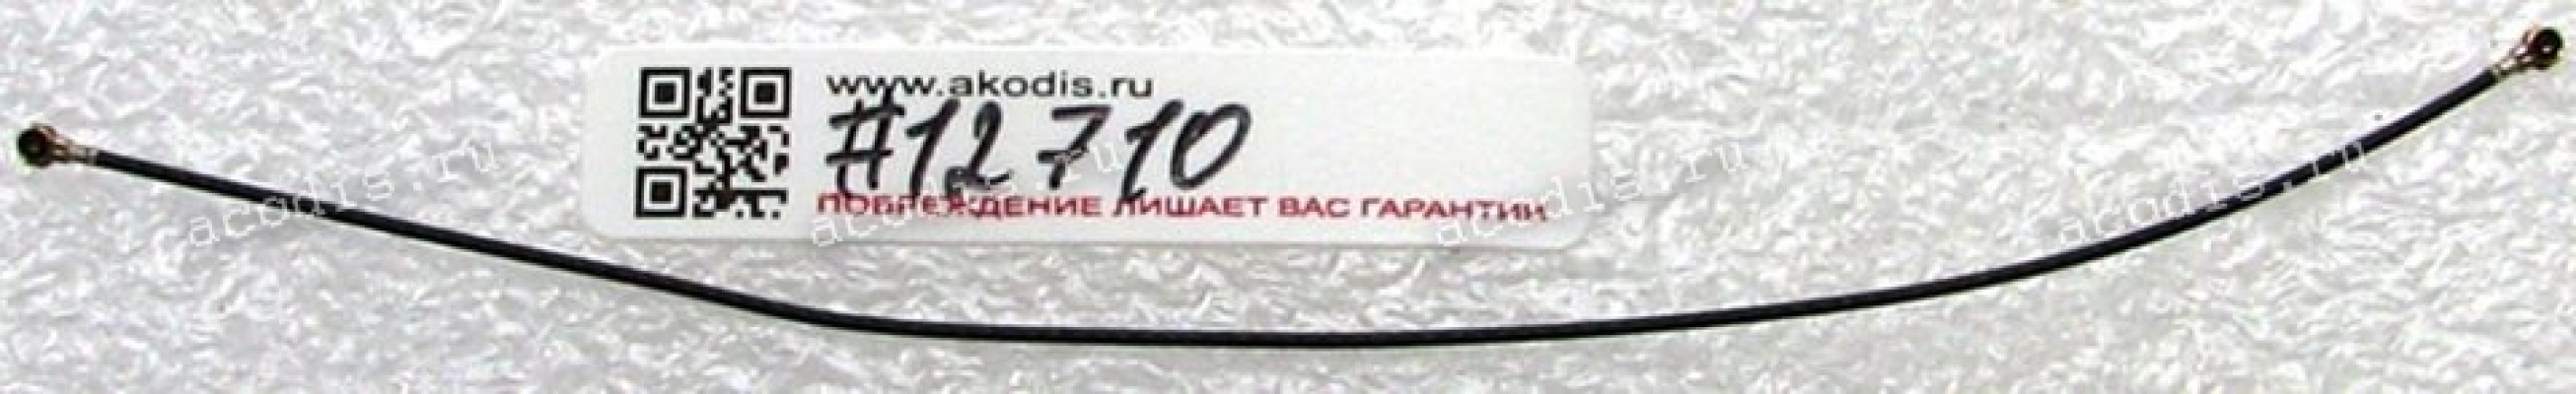 www.akodis.ru
#12710
ПОВРЕЖДЕНИЕ ЛИШАЕТ ВАС ГАРАНТИИ
acodis.ru
acodis.ru
acodis.ru
acodis.ru